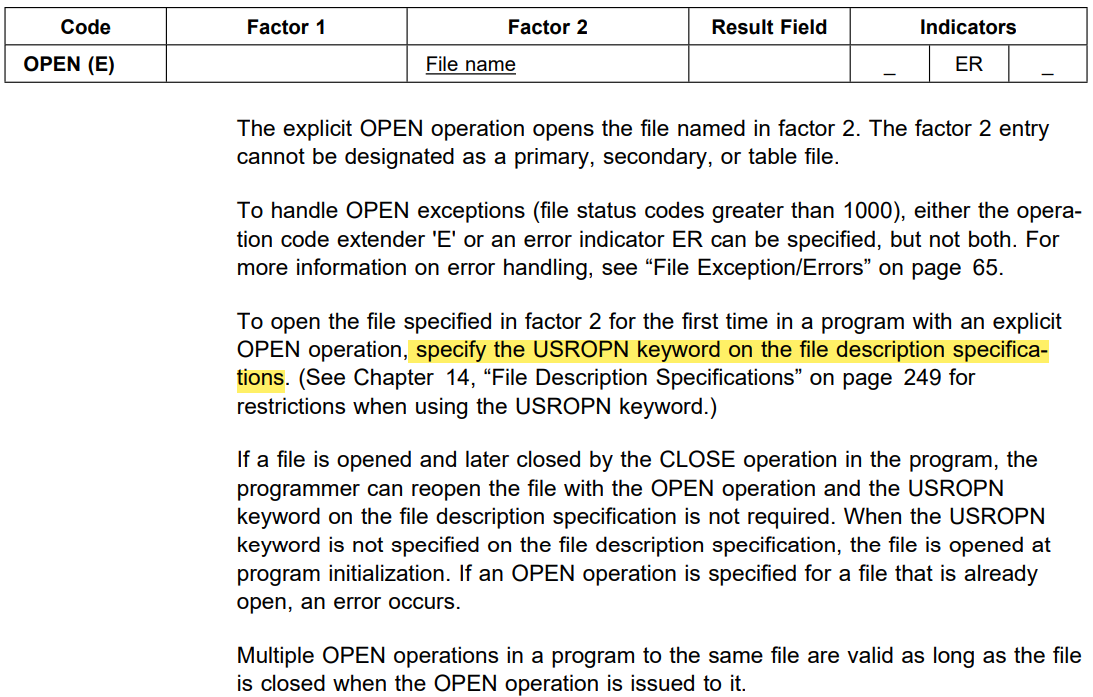 Code Factor 1 Factor 2 Result Field Indicators
OPEN (E) File name _ ER _
The explicit OPEN operation opens the file named in factor 2. The factor 2 entry
cannot be designated as a primary, secondary, or table file.
To handle OPEN exceptions (file status codes greater than 1000), either the opera-
tion code extender 'E' or an error indicator ER can be specified, but not both. For
more information on error handling, see “File Exception/Errors” on page 65.
To open the file specified in factor 2 for the first time in a program with an explicit
OPEN operation, specify the USROPN keyword on the file description specifica-
tions. (See Chapter 14, “File Description Specifications” on page 249 for
restrictions when using the USROPN keyword.)
If a file is opened and later closed by the CLOSE operation in the program, the
programmer can reopen the file with the OPEN operation and the USROPN
keyword on the file description specification is not required. When the USROPN
keyword is not specified on the file description specification, the file is opened at
program initialization. If an OPEN operation is specified for a file that is already
open, an error occurs.
Multiple OPEN operations in a program to the same file are valid as long as the file
is closed when the OPEN operation is issued to it.